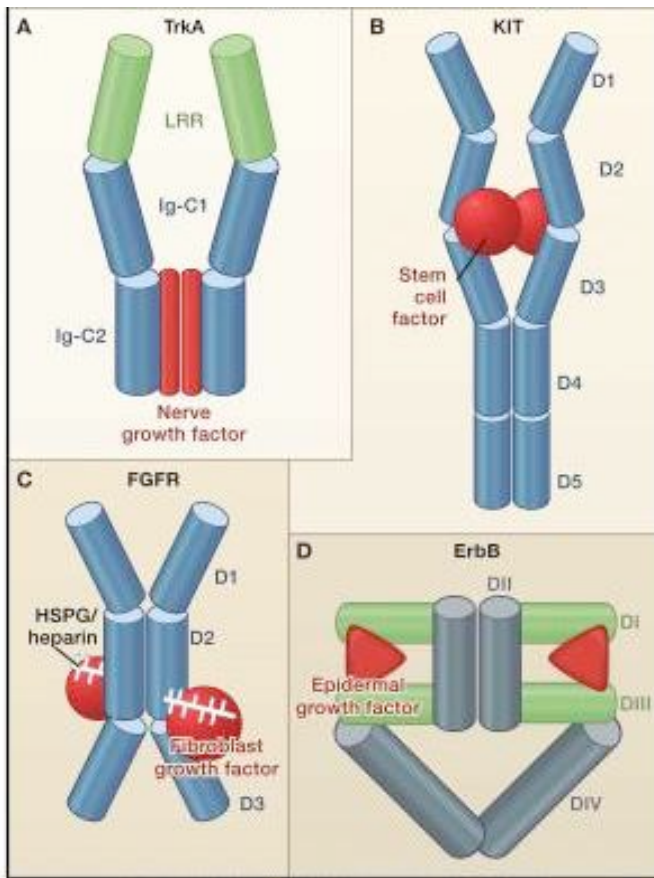 A
TrkA
LRR
Ig-C1
Ig-C2
Nerve
growth factor
B
KIT
D1
D2
Stem
cell
factor
D3
D4
D5
C
FGFR
D1
HSPG/
heparin
D2
Fibroblast
growth factor
D3
D
ErbB
DII
DI
Epidermal
growth factor
DIII
DIV